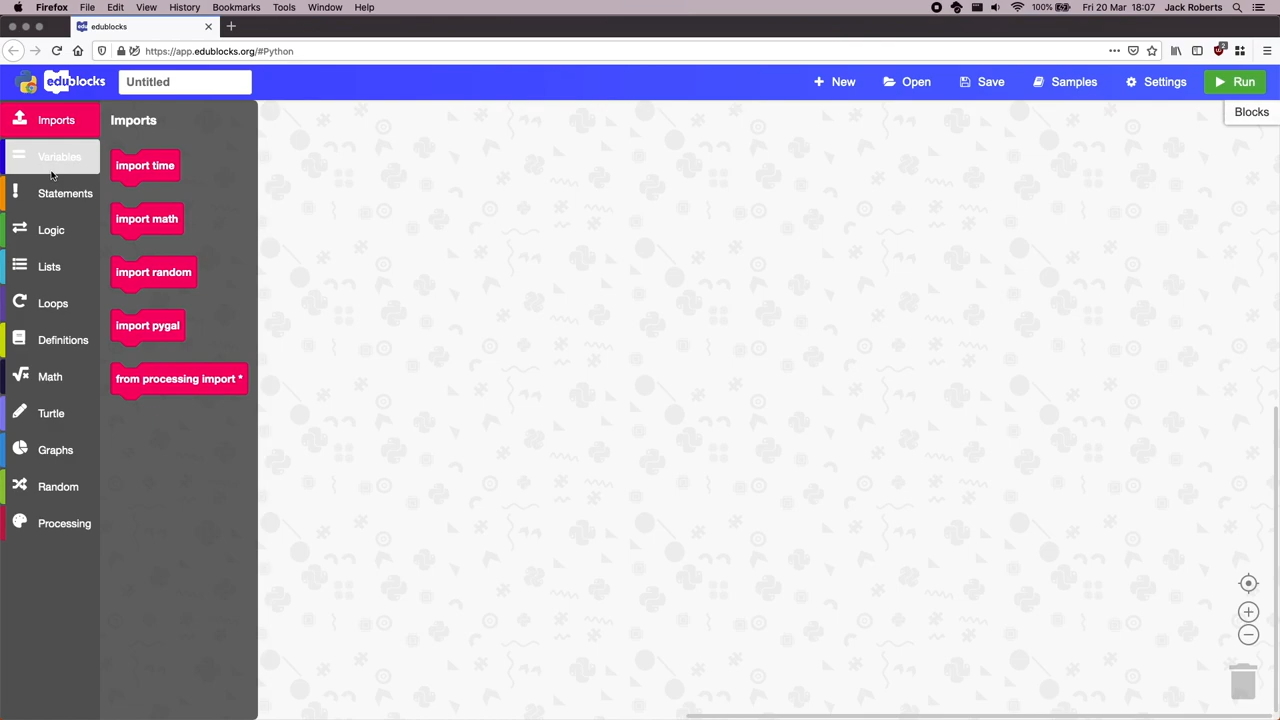 Firefox File Edit View History Bookmarks Tools Window Help 100% Fri 20 Mar 18:07 Jack Roberts
edublocks
https://app.edublocks.org/#Python
2
edublocks Untitled New Open Save Samples Settings Run
Blocks
Imports
Variables
Statements
Logic
Lists
Loops
Definitions
Math
Turtle
Graphs
Random
Processing
Imports
import time
import math
import random
import pygal
from processing import *